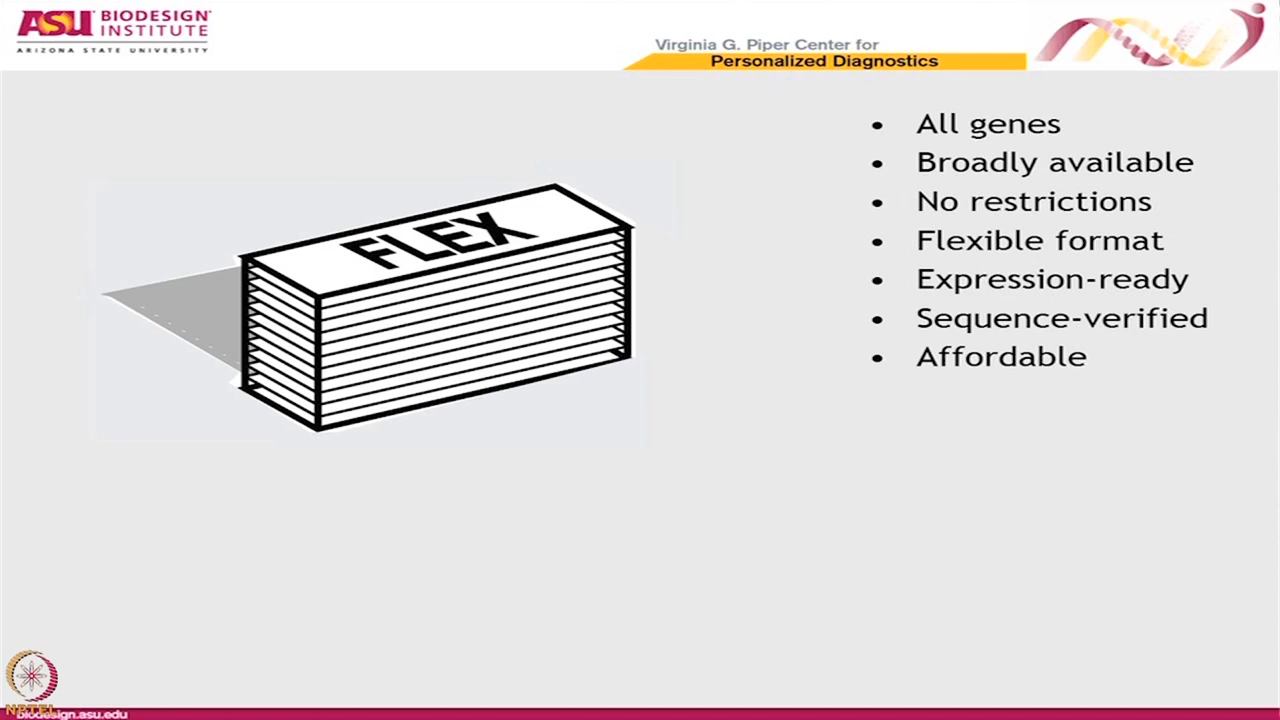 ASU BIODESIGN
INSTITUTE
ARIZONA STATE UNIVERSITY
Virginia G. Piper Center for
Personalized Diagnostics
FLEX
• All genes
• Broadly available
• No restrictions
• Flexible format
• Expression-ready
• Sequence-verified
• Affordable
NPTEL
biodesign.asu.edu